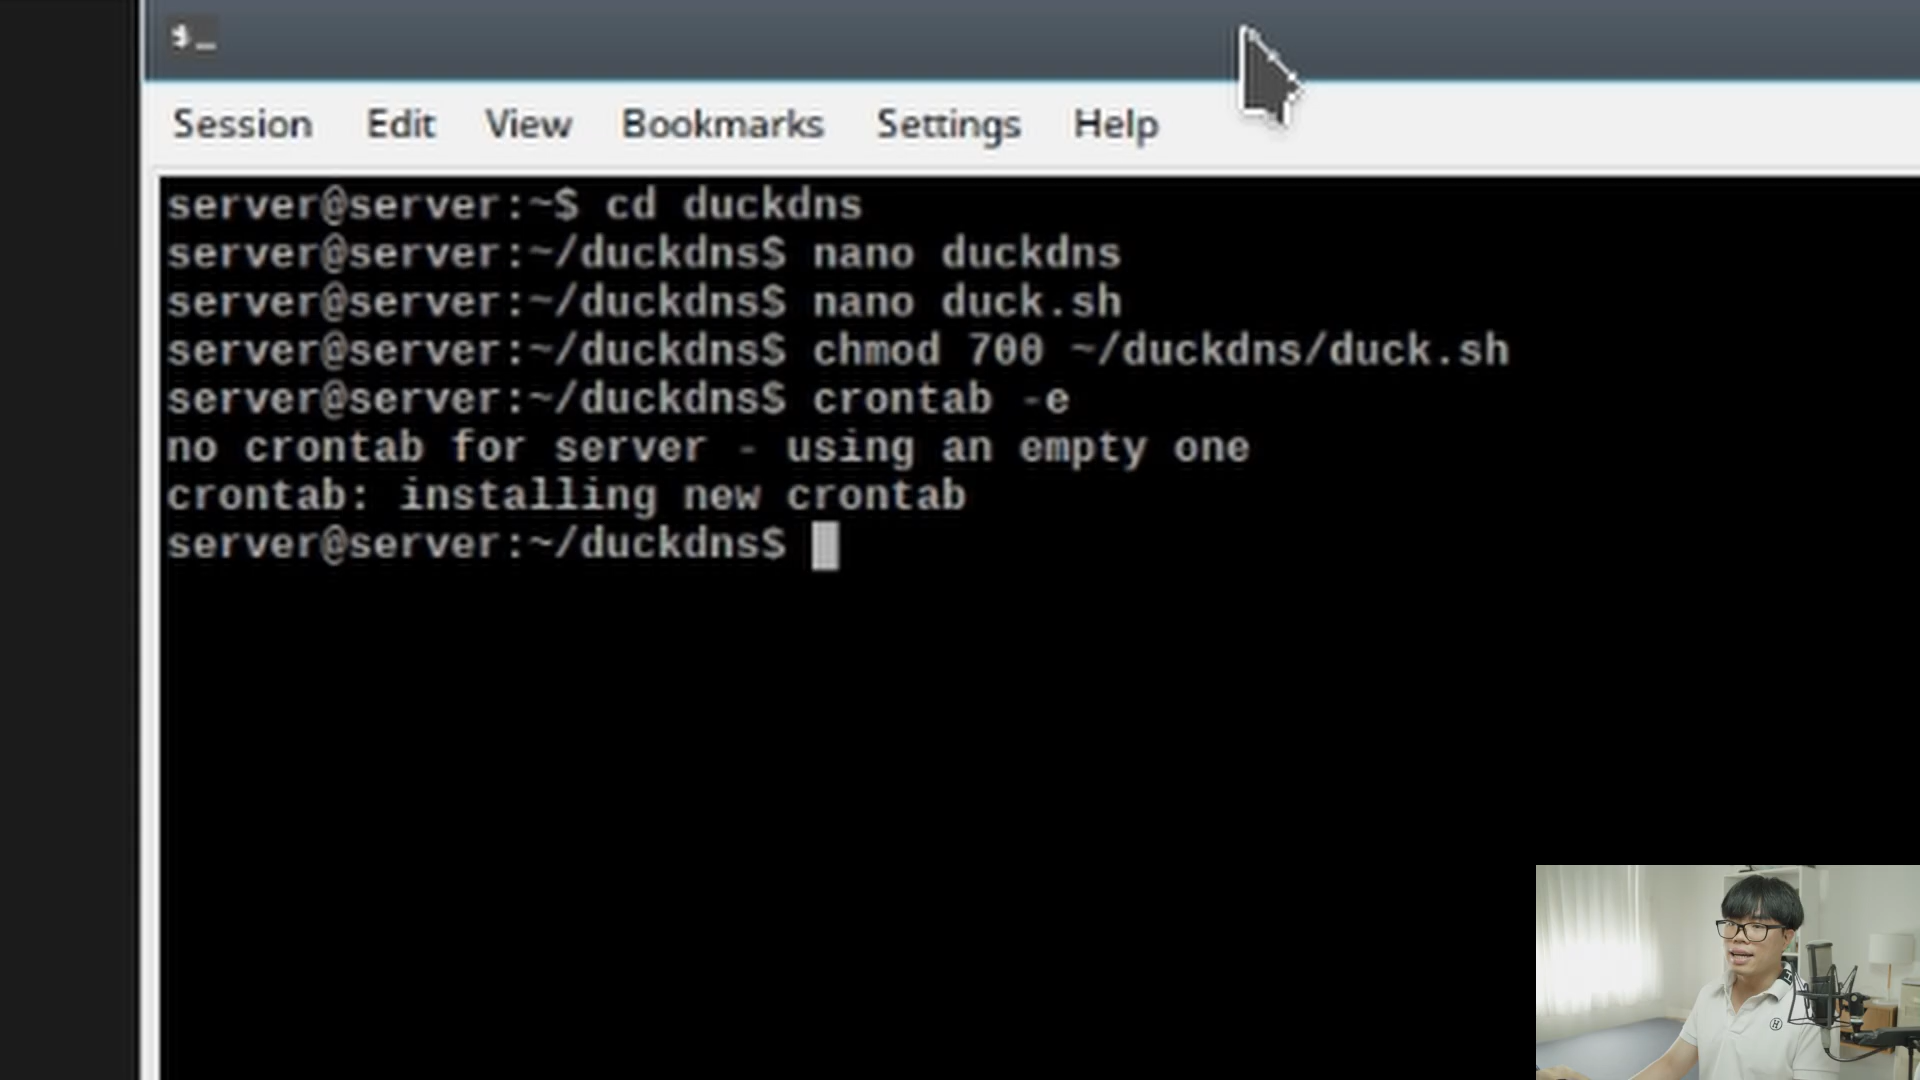 $_
Session Edit View Bookmarks Settings Help
server@server:~$ cd duckdns
server@server:~/duckdns$ nano duckdns
server@server:~/duckdns$ nano duck.sh
server@server:~/duckdns$ chmod 700 ~/duckdns/duck.sh
server@server:~/duckdns$ crontab -e
no crontab for server - using an empty one
crontab: installing new crontab
server@server:~/duckdns$
H